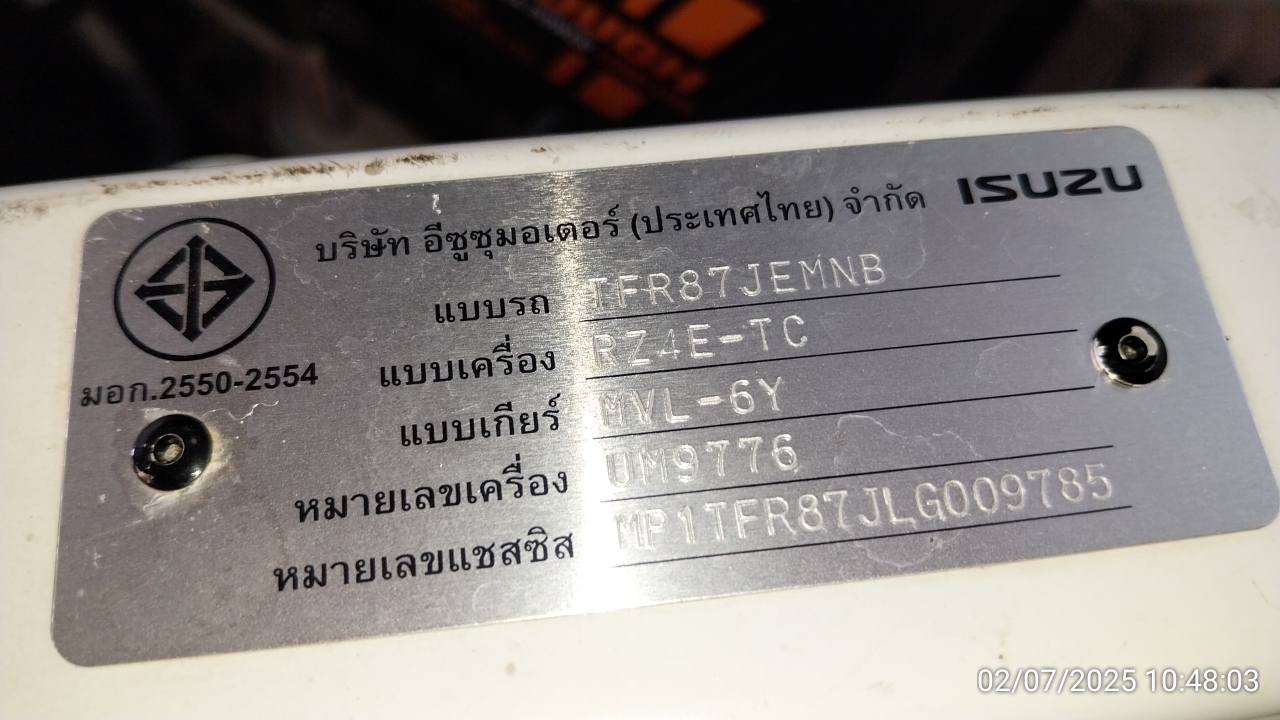 บริษัท อีซูซุมอเตอร์ (ประเทศไทย) จำกัด ISUZU
แบบรถ TFR87JEMNB
แบบเครื่อง RZ4E-TC
มอก.2550-2554
แบบเกียร์ MVL-6Y
หมายเลขเครื่อง UM9776
หมายเลขแชสซิส MP1TFR87JLG009785
02/07/2025 10:48:03